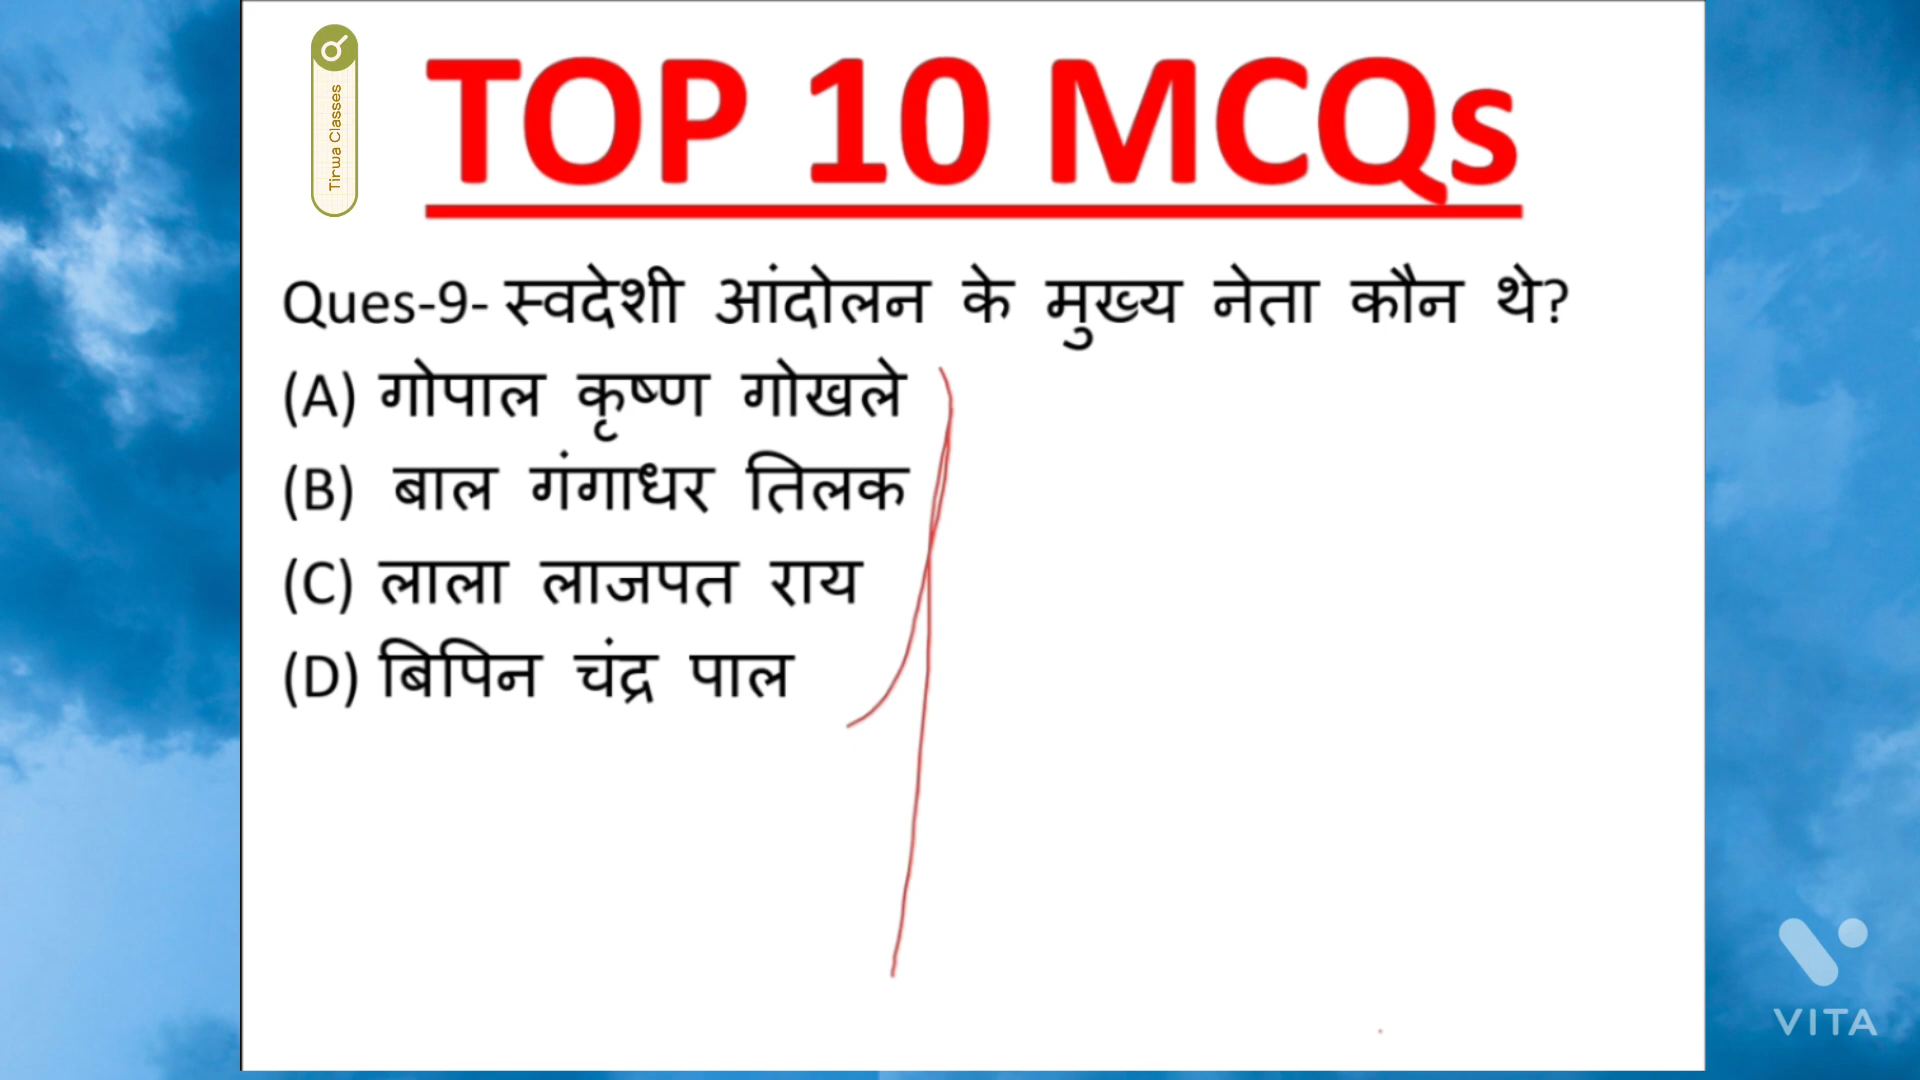 Tirwa Classes
TOP 10 MCQs
Ques-9- स्वदेशी आंदोलन के मुख्य नेता कौन थे?
(A) गोपाल कृष्ण गोखले
(B) बाल गंगाधर तिलक
(C) लाला लाजपत राय
(D) बिपिन चंद्र पाल
VITA